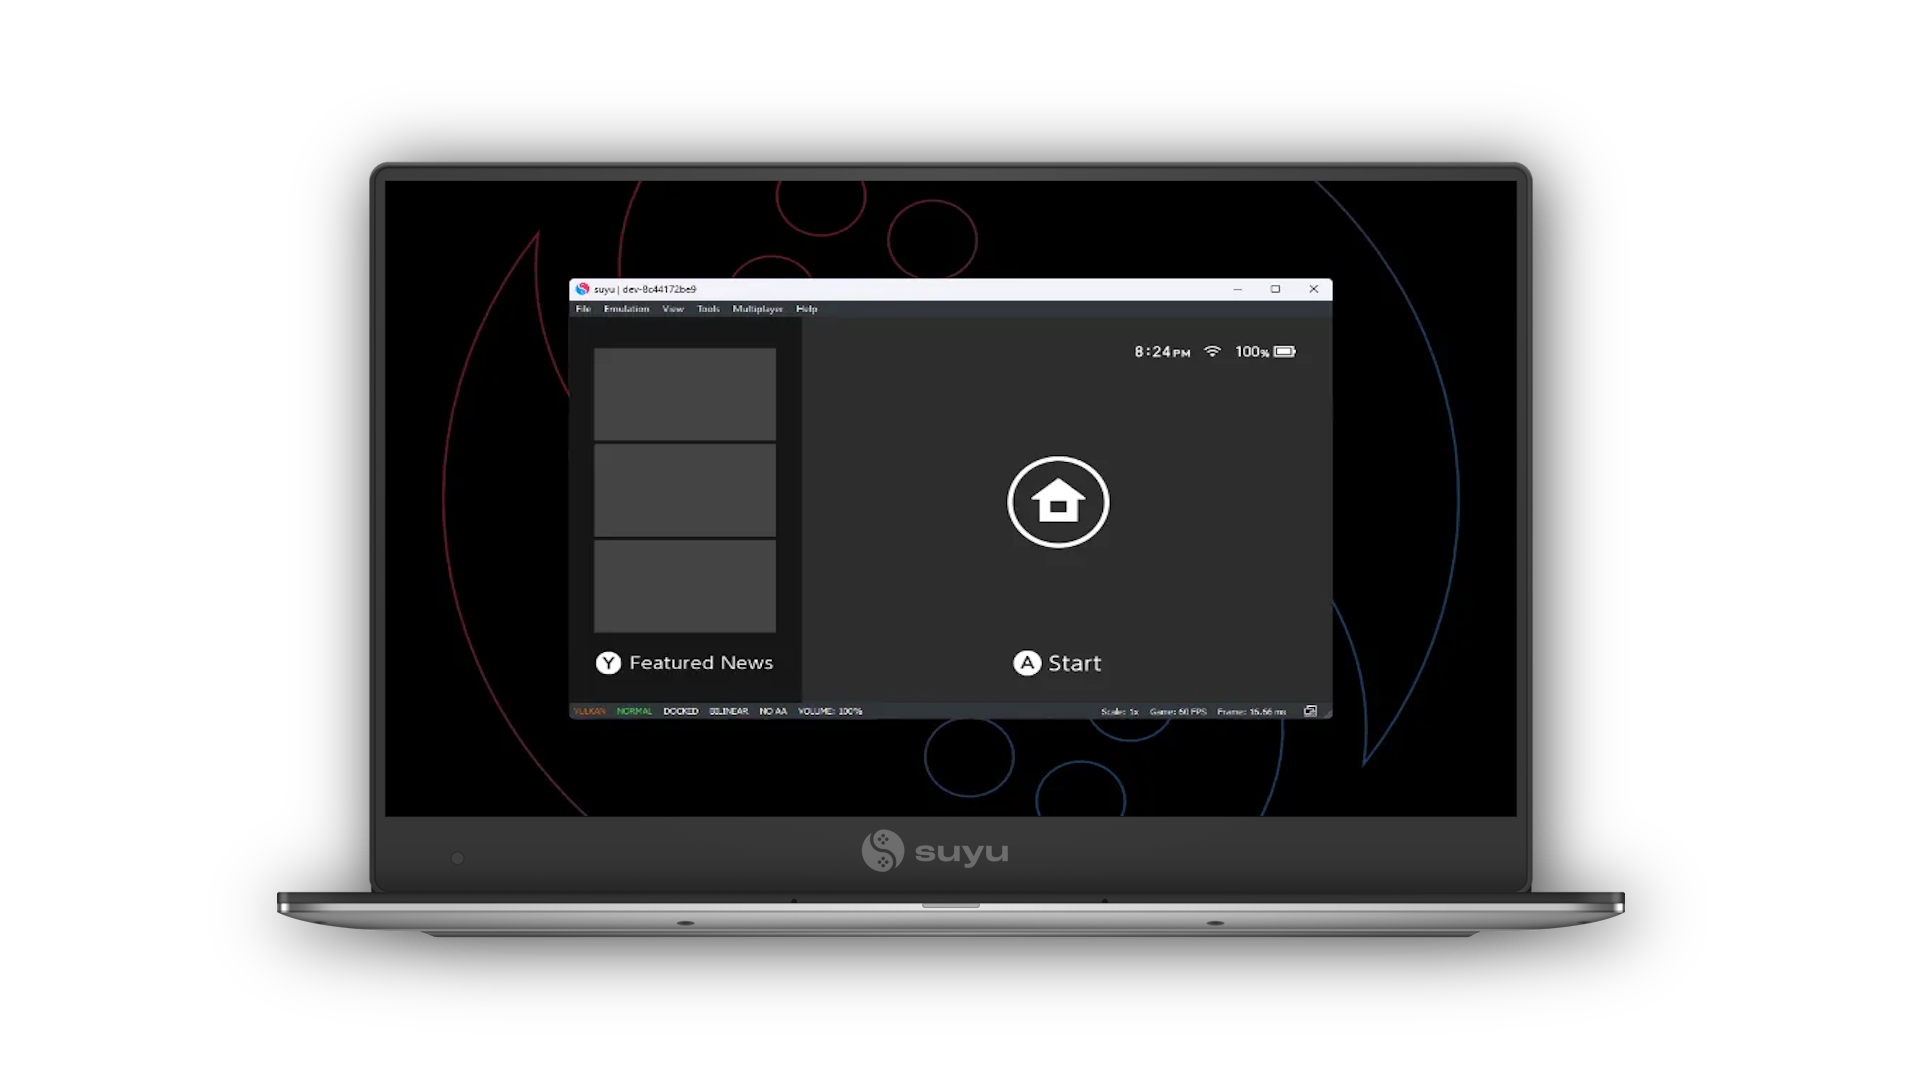 suyu | dev-8c44172be9
File Emulation View Tools Multiplayer Help
8:24 PM 100%
Y Featured News
A Start
VULKAN NORMAL DOCKED BILINEAR NO AA VOLUME: 100% Scale: 1x Game: 60 FPS Frame: 16.66 ms
suyu